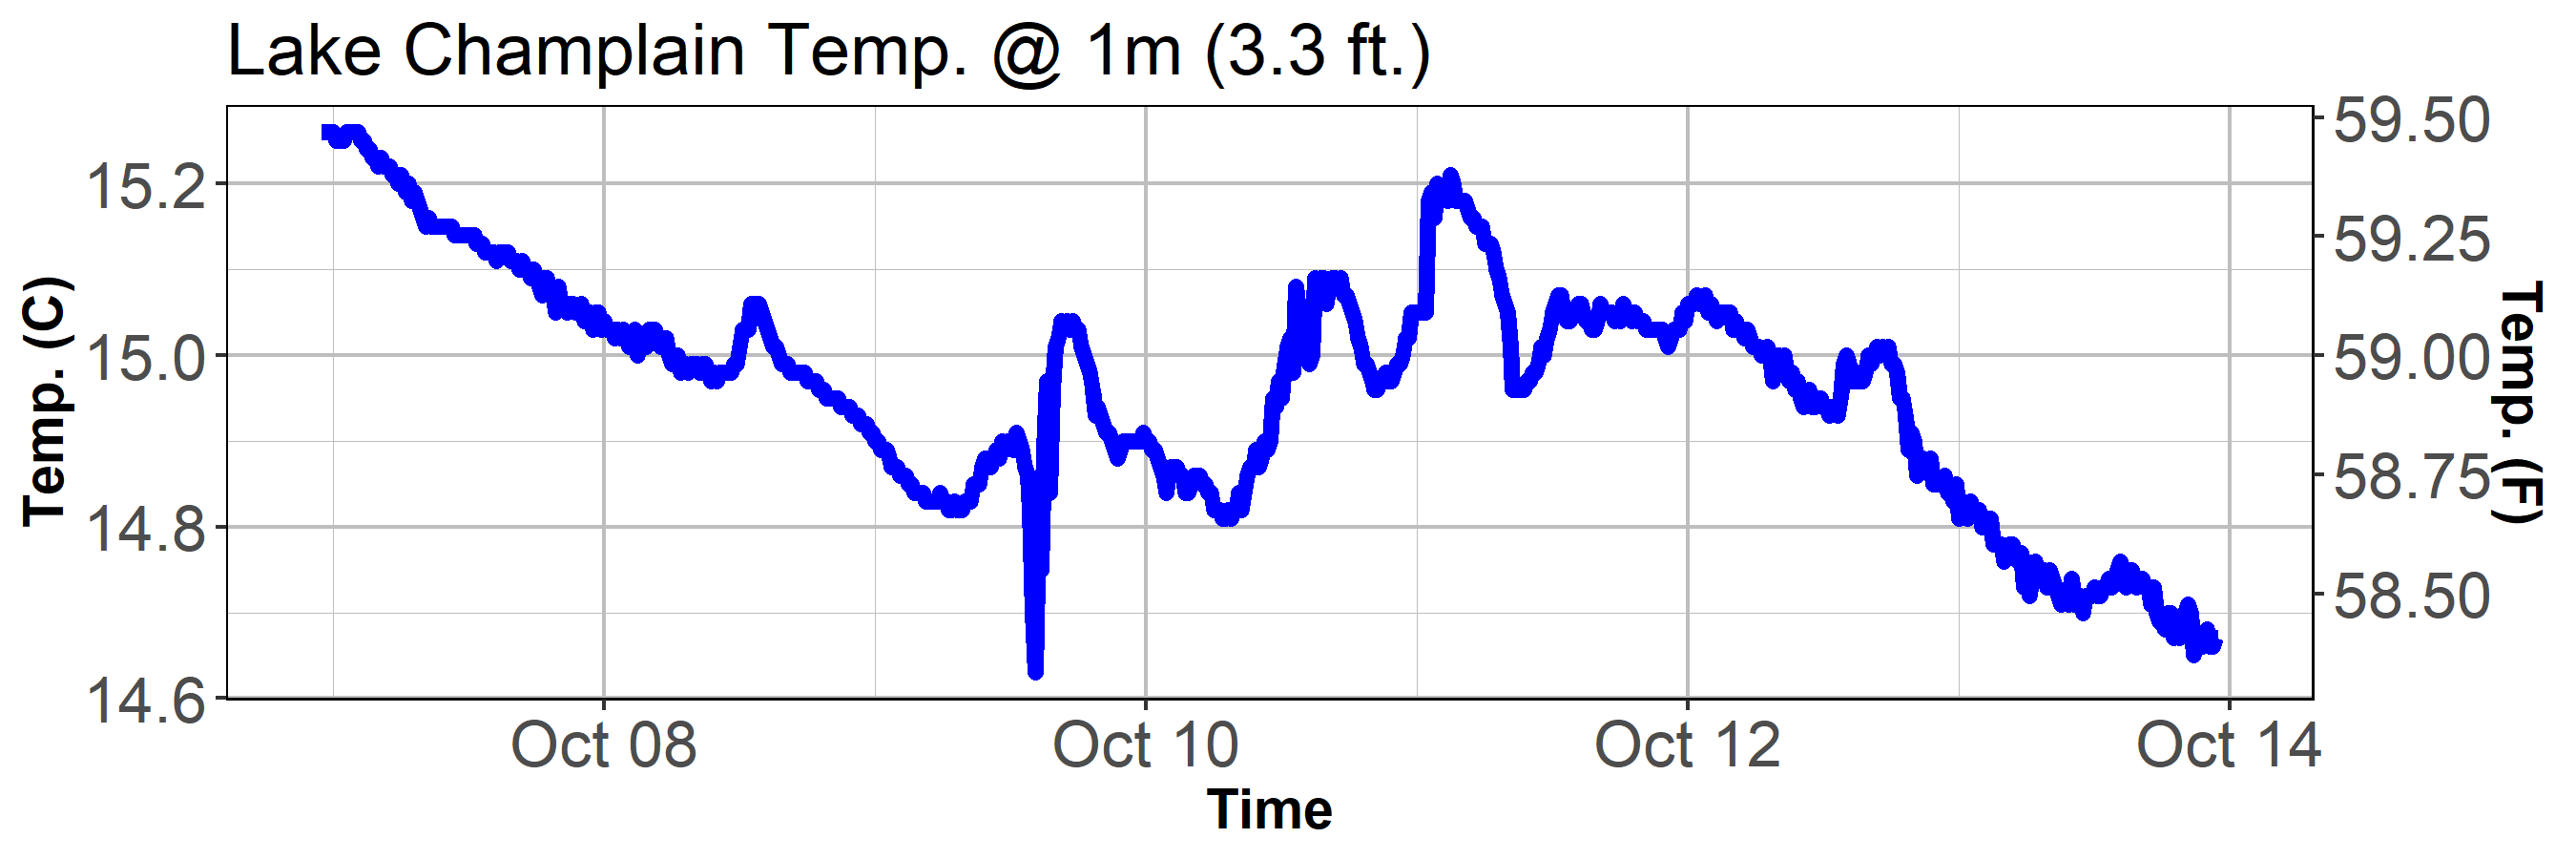 Lake Champlain Temp. @ 1m (3.3 ft.)
Temp. (C)
15.2
15.0
14.8
14.6
59.50
59.25
59.00
58.75
58.50
Temp. (F)
Oct 08 Oct 10 Oct 12 Oct 14
Time